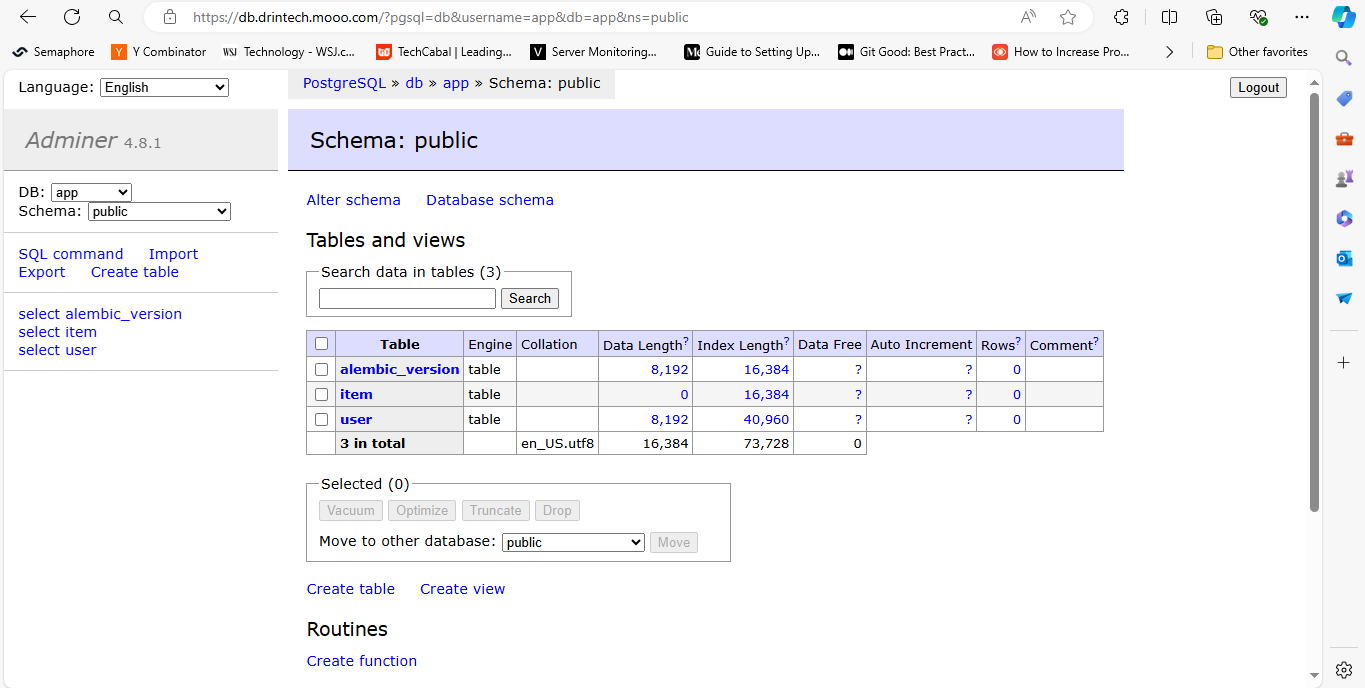 https://db.drintech.mooo.com/?pgsql=db&username=app&db=app&ns=public
Semaphore Y Combinator Technology - WSJ.c... TechCabal | Leading... Server Monitoring... Guide to Setting Up... Git Good: Best Pract... How to Increase Pro... Other favorites
Language: English
PostgreSQL » db » app » Schema: public
Logout
Adminer 4.8.1
Schema: public
DB: app
Schema: public
SQL command Import
Export Create table
select alembic_version
select item
select user
Alter schema Database schema
Tables and views
Search data in tables (3)
Search
Table Engine Collation Data Length? Index Length? Data Free Auto Increment Rows? Comment?
alembic_version table 8,192 16,384 ? ? 0
item table 0 16,384 ? ? 0
user table 8,192 40,960 ? ? 0
3 in total en_US.utf8 16,384 73,728 0
Selected (0)
Vacuum Optimize Truncate Drop
Move to other database: public Move
Create table Create view
Routines
Create function